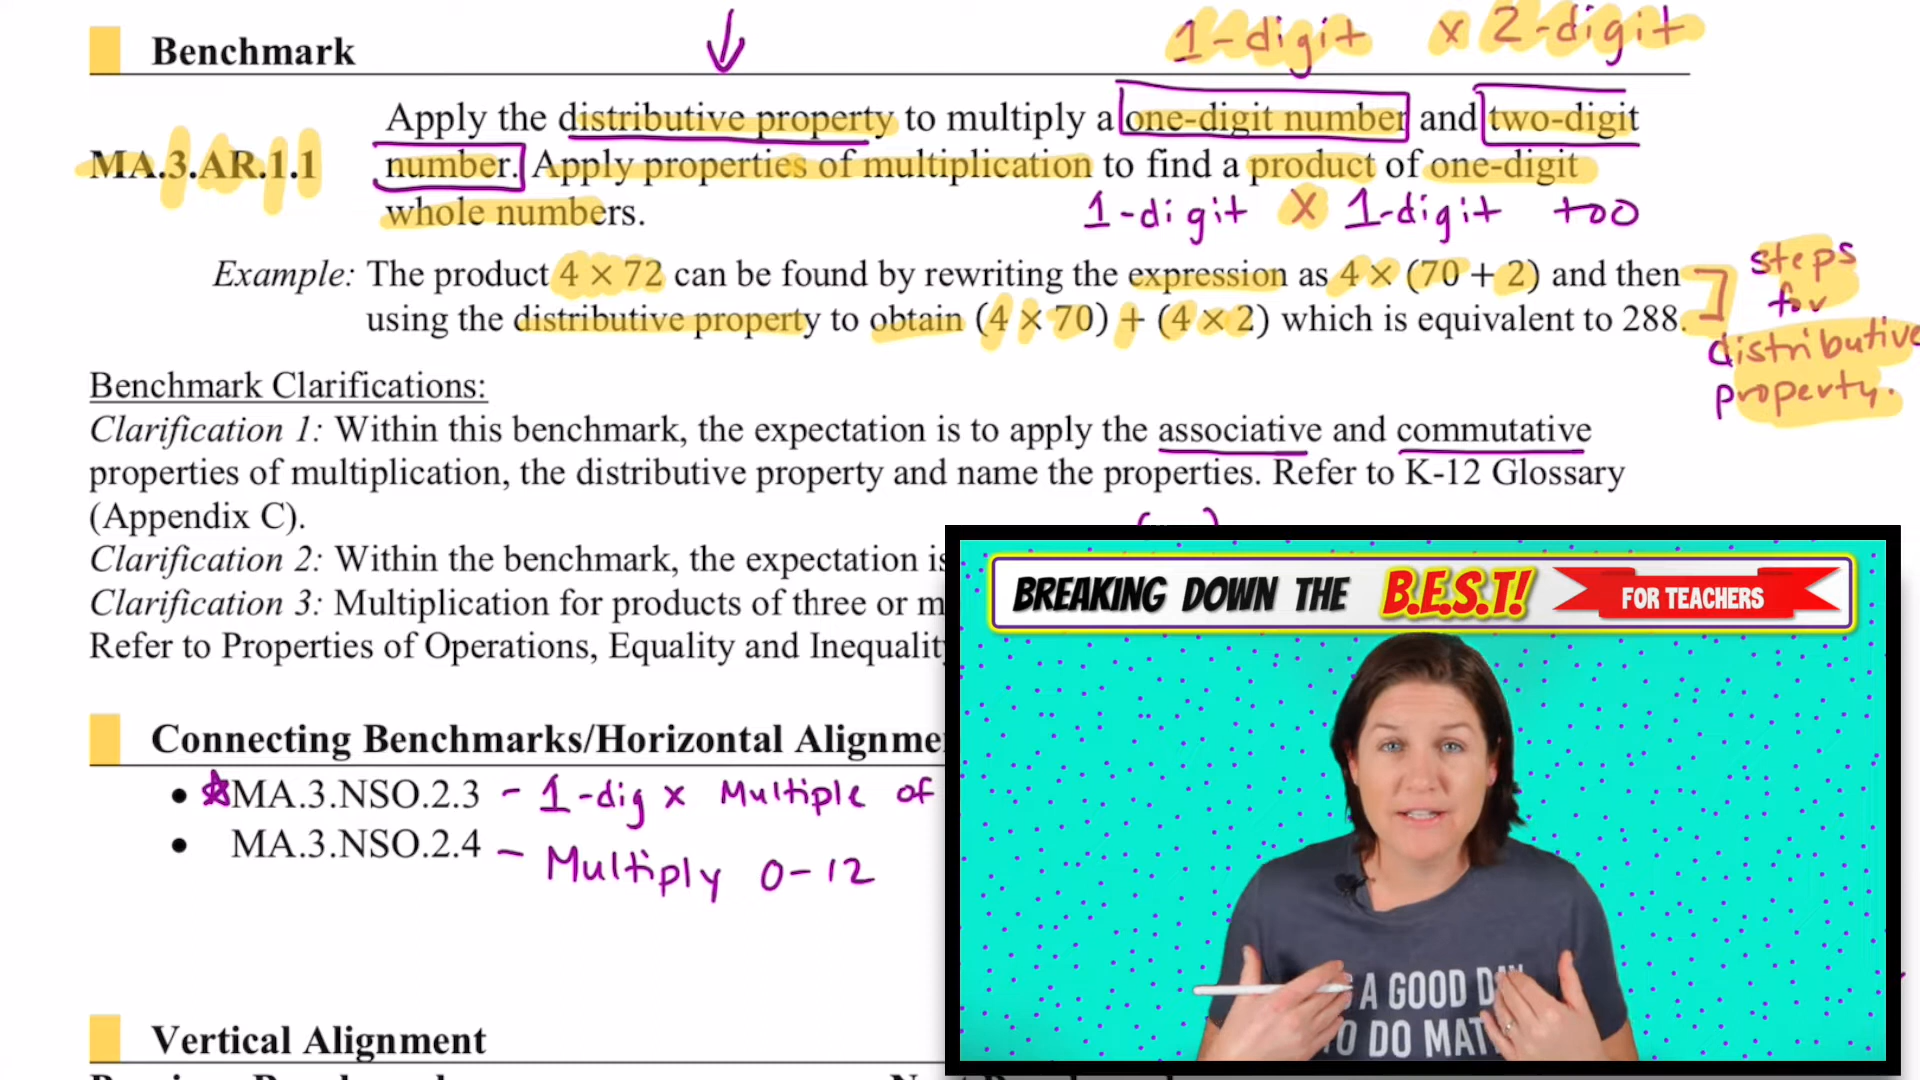 1-digit x 2-digit
Benchmark
Apply the distributive property to multiply a one-digit number and two-digit
MA.3.AR.1.1 number. Apply properties of multiplication to find a product of one-digit
whole numbers.
1-digit x 1-digit too
Example: The product 4 × 72 can be found by rewriting the expression as 4 × (70 + 2) and then
using the distributive property to obtain (4 × 70) + (4 × 2) which is equivalent to 288.
steps
for
distributive
property.
Benchmark Clarifications:
Clarification 1: Within this benchmark, the expectation is to apply the associative and commutative
properties of multiplication, the distributive property and name the properties. Refer to K-12 Glossary
(Appendix C).
Clarification 2: Within the benchmark, the expectation is
Clarification 3: Multiplication for products of three or m
Refer to Properties of Operations, Equality and Inequality
Connecting Benchmarks/Horizontal Alignme
• MA.3.NSO.2.3 - 1-dig x Multiple of
• MA.3.NSO.2.4 - Multiply 0-12
Vertical Alignment
BREAKING DOWN THE B.E.S.T! FOR TEACHERS
A GOOD DAY
TO DO MAT